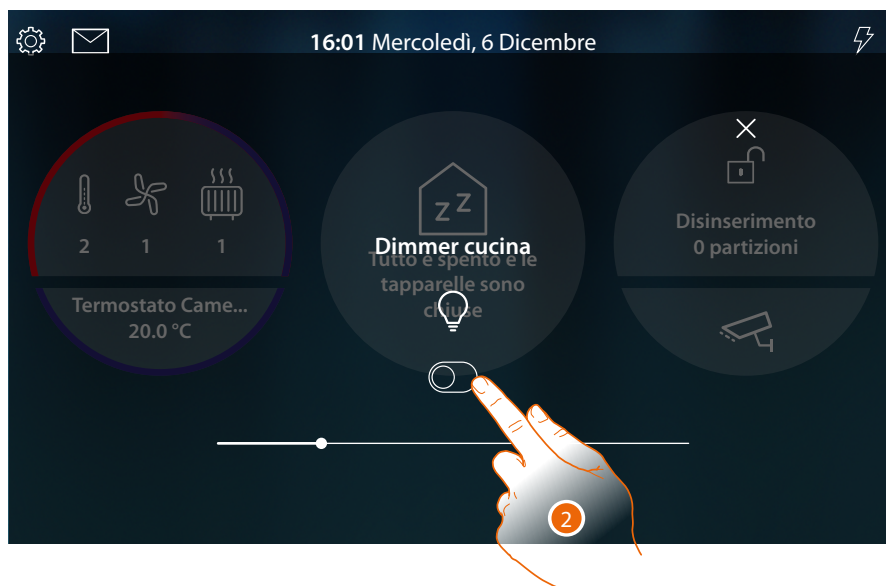 16:01 Mercoledì, 6 Dicembre
2 1 1
Termostato Came...
20.0 °C
zZ
Dimmer cucina
Tutto è spento e le
tapparelle sono
chiuse
Disinserimento
0 partizioni
2